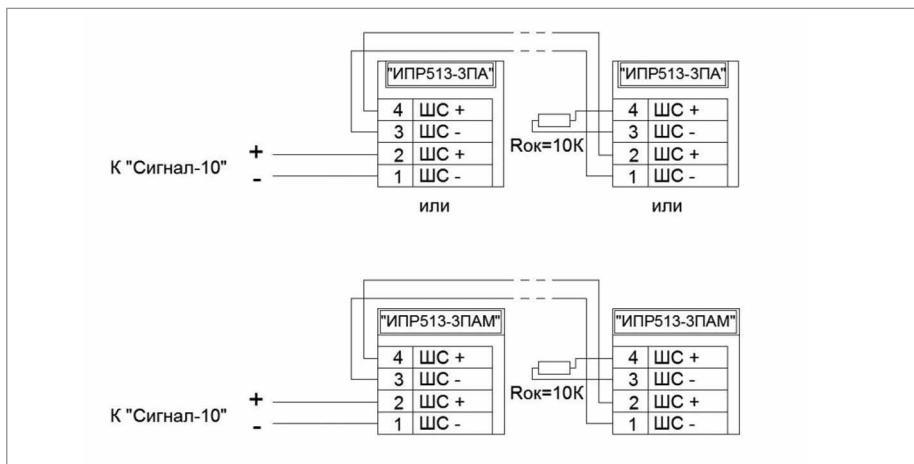 "ИПР513-3ПА" "ИПР513-3ПА"
4 ШС + 4 ШС +
3 ШС - Rок=10К 3 ШС -
К "Сигнал-10" + 2 ШС + 2 ШС +
- 1 ШС - 1 ШС -
или или
"ИПР513-3ПАМ" "ИПР513-3ПАМ"
4 ШС + 4 ШС +
3 ШС - Rок=10К 3 ШС -
К "Сигнал-10" + 2 ШС + 2 ШС +
- 1 ШС - 1 ШС -